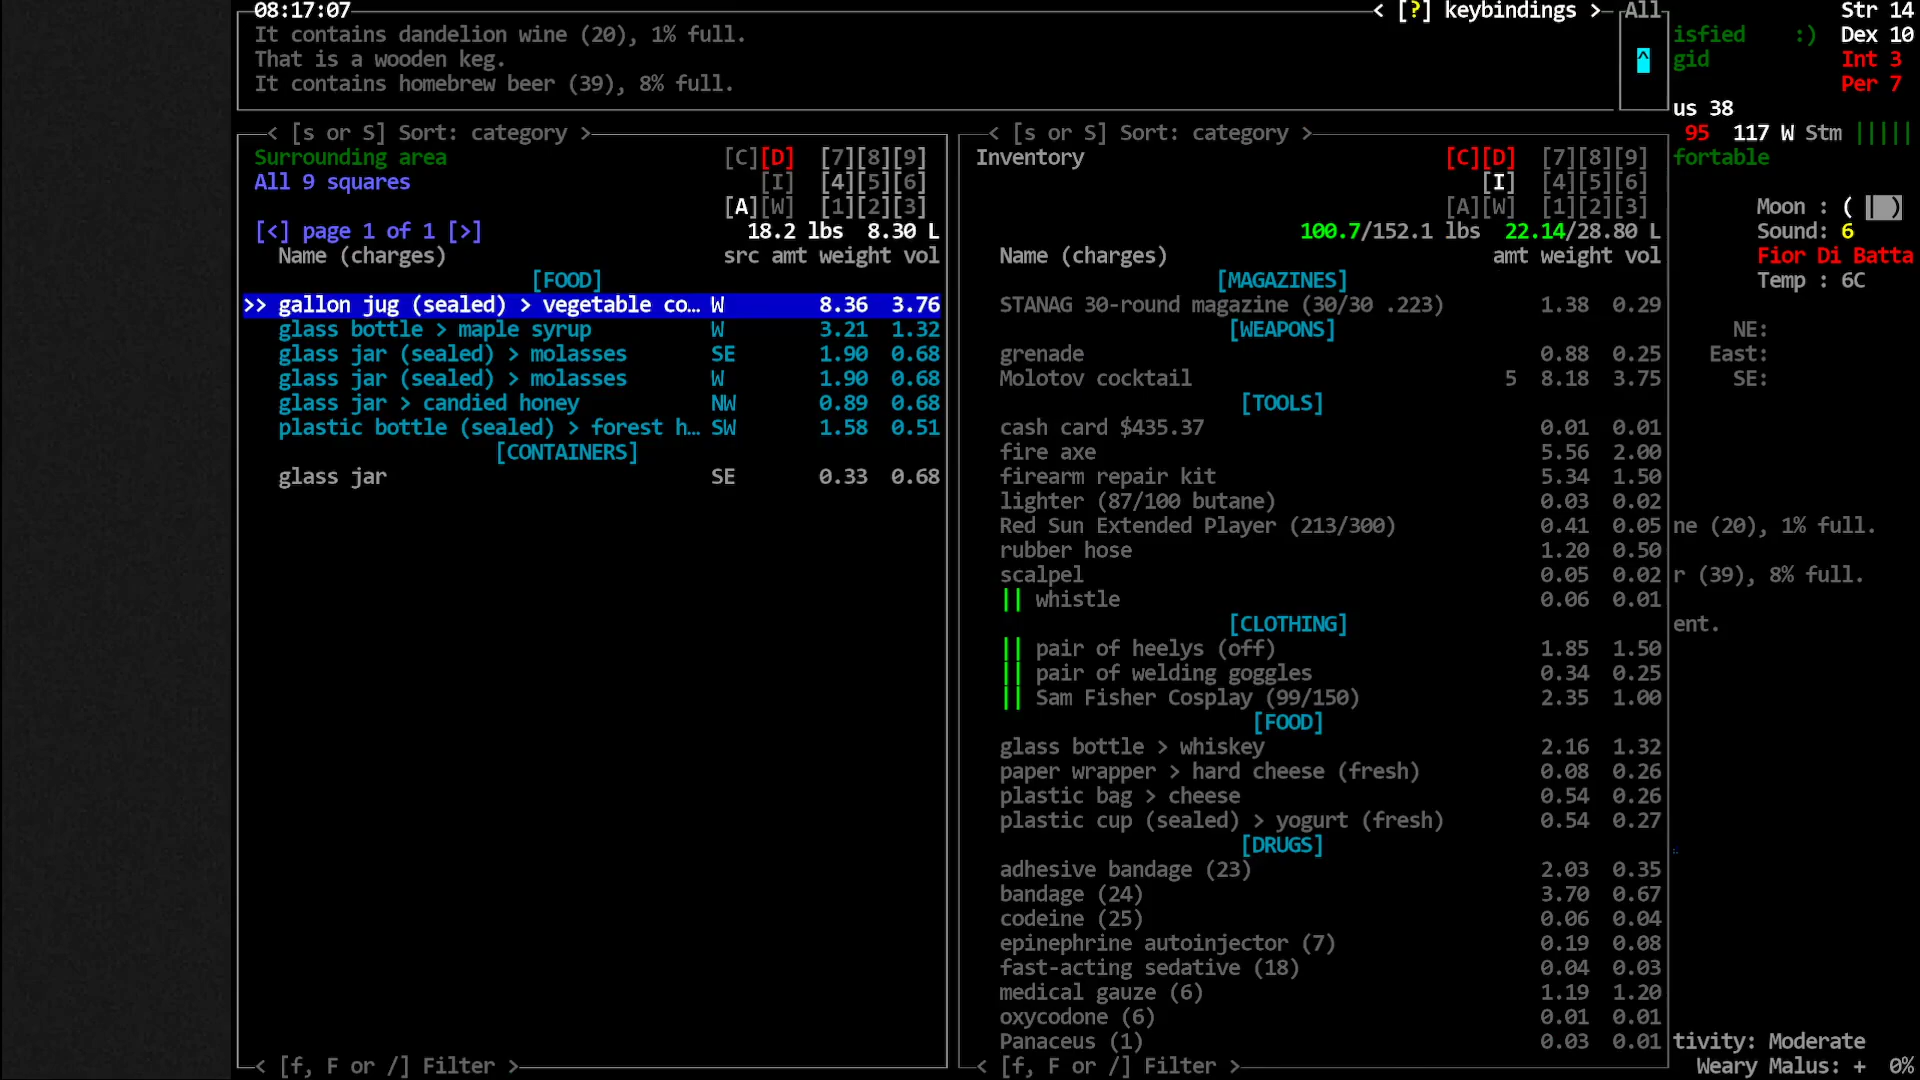 08:17:07 < [?] keybindings > All Str 14
It contains dandelion wine (20), 1% full. isfied :) Dex 10
That is a wooden keg. ^ gid Int 3
It contains homebrew beer (39), 8% full. Per 7
us 38
< [s or S] Sort: category > < [s or S] Sort: category > 95 117 W Stm |||||
Surrounding area [C][D] [7][8][9] Inventory [C][D] [7][8][9] fortable
All 9 squares [I] [4][5][6] [I] [4][5][6]
[A][W] [1][2][3] [A][W] [1][2][3] Moon : ( | )
[<] page 1 of 1 [>] 18.2 lbs 8.30 L 100.7/152.1 lbs 22.14/28.80 L Sound: 6
Name (charges) src amt weight vol Name (charges) amt weight vol Fior Di Batta
[FOOD] [MAGAZINES] Temp : 6C
>> gallon jug (sealed) > vegetable co… W 8.36 3.76 STANAG 30-round magazine (30/30 .223) 1.38 0.29
glass bottle > maple syrup W 3.21 1.32 [WEAPONS] NE:
glass jar (sealed) > molasses SE 1.90 0.68 grenade 0.88 0.25 East:
glass jar (sealed) > molasses W 1.90 0.68 Molotov cocktail 5 8.18 3.75 SE:
glass jar > candied honey NW 0.89 0.68 [TOOLS]
plastic bottle (sealed) > forest h… SW 1.58 0.51 cash card $435.37 0.01 0.01
[CONTAINERS] fire axe 5.56 2.00
glass jar SE 0.33 0.68 firearm repair kit 5.34 1.50
lighter (87/100 butane) 0.03 0.02
Red Sun Extended Player (213/300) 0.41 0.05 ne (20), 1% full.
rubber hose 1.20 0.50
scalpel 0.05 0.02 r (39), 8% full.
|| whistle 0.06 0.01
[CLOTHING] ent.
|| pair of heelys (off) 1.85 1.50
|| pair of welding goggles 0.34 0.25
|| Sam Fisher Cosplay (99/150) 2.35 1.00
[FOOD]
glass bottle > whiskey 2.16 1.32
paper wrapper > hard cheese (fresh) 0.08 0.26
plastic bag > cheese 0.54 0.26
plastic cup (sealed) > yogurt (fresh) 0.54 0.27
[DRUGS]
adhesive bandage (23) 2.03 0.35
bandage (24) 3.70 0.67
codeine (25) 0.06 0.04
epinephrine autoinjector (7) 0.19 0.08
fast-acting sedative (18) 0.04 0.03
medical gauze (6) 1.19 1.20
oxycodone (6) 0.01 0.01
Panaceus (1) 0.03 0.01 tivity: Moderate
< [f, F or /] Filter > < [f, F or /] Filter > Weary Malus: + 0%